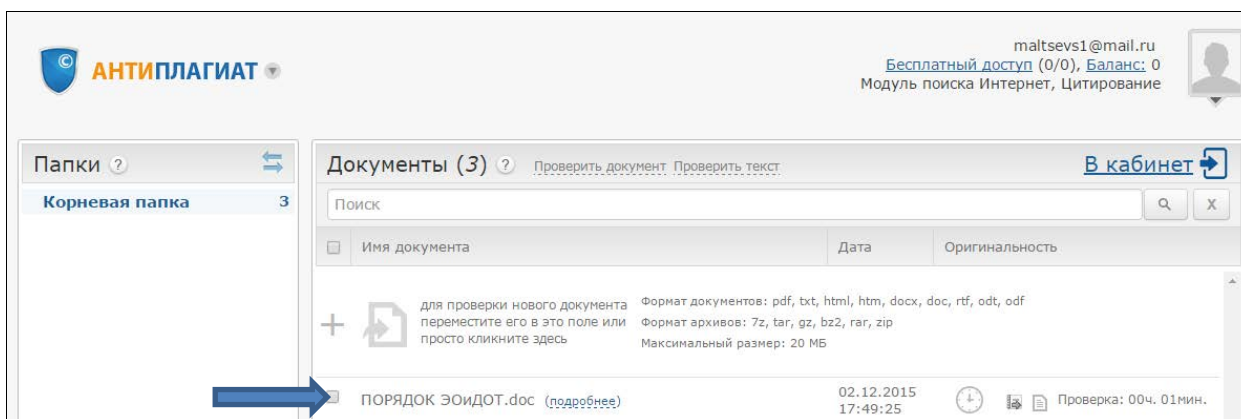 maltsevs1@mail.ru
Бесплатный доступ (0/0), Баланс: 0
Модуль поиска Интернет, Цитирование
© АНТИПЛАГИАТ
Папки ?
Документы (3) ? Проверить документ Проверить текст В кабинет
Корневая папка 3
Поиск X
Имя документа Дата Оригинальность
для проверки нового документа
переместите его в это поле или
просто кликните здесь
Формат документов: pdf, txt, html, htm, docx, doc, rtf, odt, odf
Формат архивов: 7z, tar, gz, bz2, rar, zip
Максимальный размер: 20 МБ
ПОРЯДОК ЭОиДОТ.doc (подробнее)
02.12.2015
17:49:25
Проверка: 00ч. 01мин.